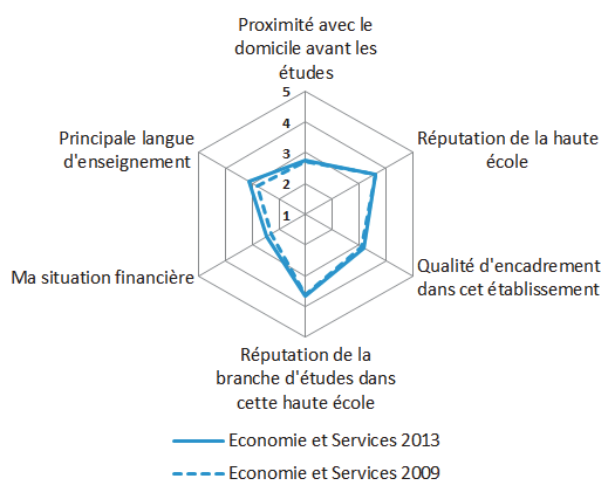 Proximité avec le
domicile avant les
études
5
4
3
2
1
Principale langue
d'enseignement
Réputation de la haute
école
Ma situation financière
Qualité d'encadrement
dans cet établissement
Réputation de la
branche d'études dans
cette haute école
Economie et Services 2013
Economie et Services 2009